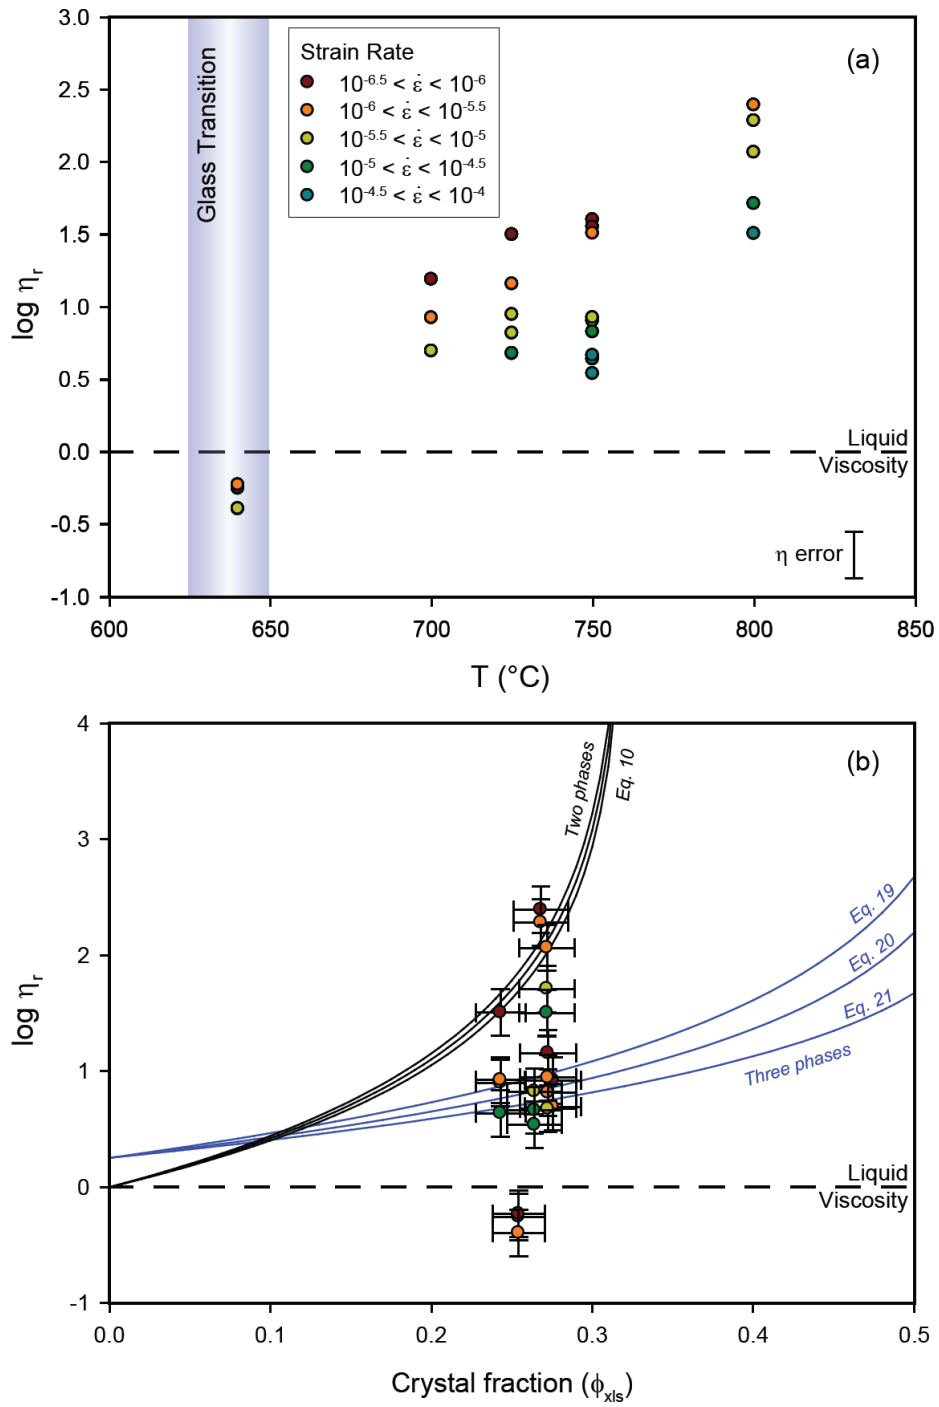 3.0
2.5
2.0
1.5
1.0
0.5
0.0
-0.5
-1.0
log ηr
Glass Transition
Strain Rate
10-6.5 < ε̇ < 10-6
10-6 < ε̇ < 10-5.5
10-5.5 < ε̇ < 10-5
10-5 < ε̇ < 10-4.5
10-4.5 < ε̇ < 10-4
(a)
Liquid
Viscosity
η error
600
650
700
750
800
850
T (°C)
4
3
2
1
0
-1
log ηr
(b)
Two phases
Eq. 10
Eq. 19
Eq. 20
Eq. 21
Three phases
Liquid
Viscosity
0.0
0.1
0.2
0.3
0.4
0.5
Crystal fraction (ϕxls)